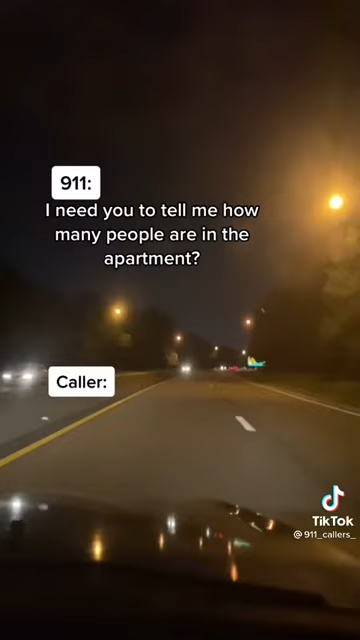 911:
I need you to tell me how
many people are in the
apartment?
Caller:
TikTok
@ 911_callers_